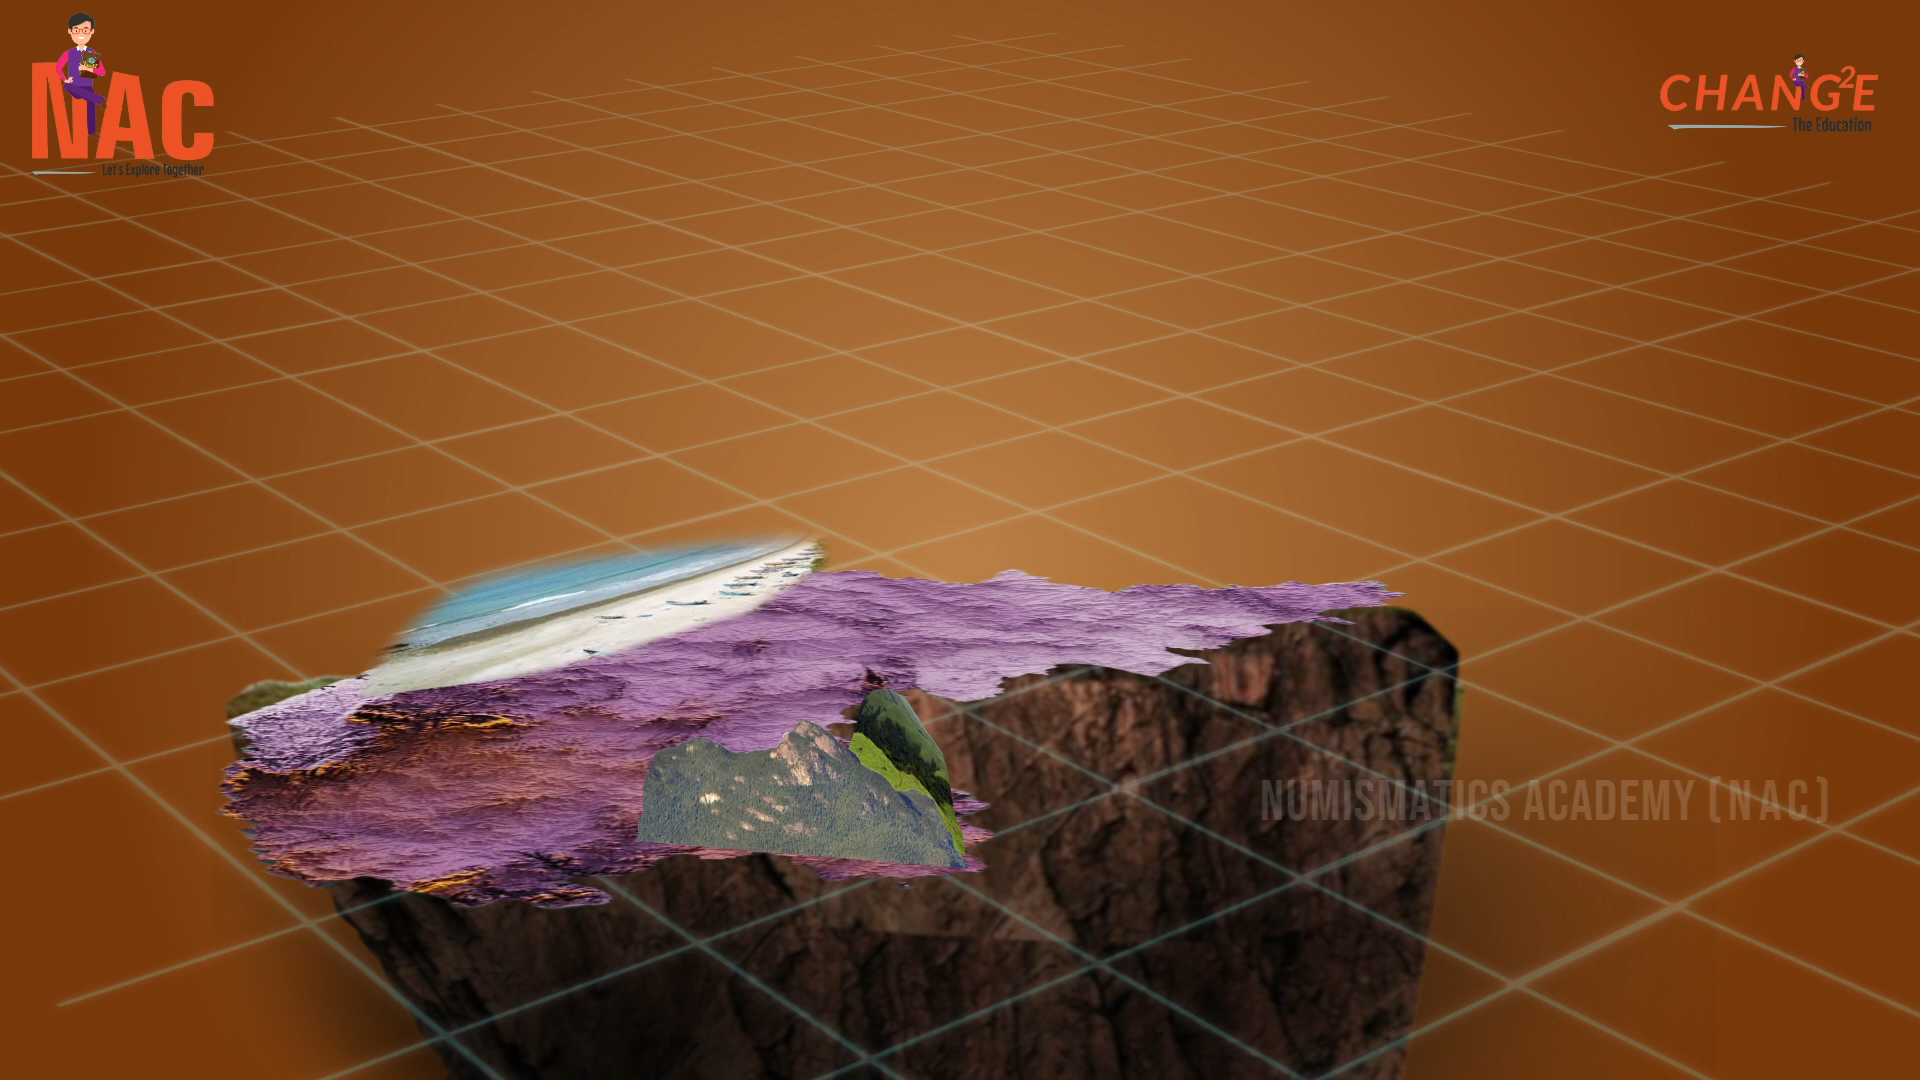 NAC
Let's Explore Together
CHANG²E
The Education
NUMISMATICS ACADEMY (NAC)